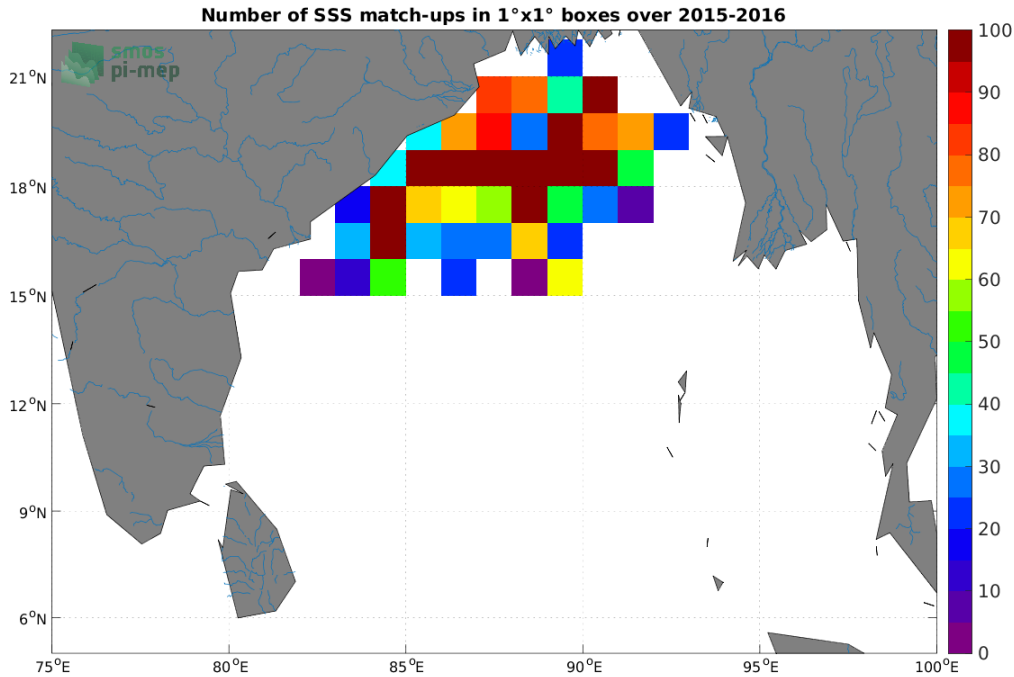 Number of SSS match-ups in 1°x1° boxes over 2015-2016
smos
pi-mep
21°N
18°N
15°N
12°N
9°N
6°N
75°E
80°E
85°E
90°E
95°E
100°E
100
90
80
70
60
50
40
30
20
10
0